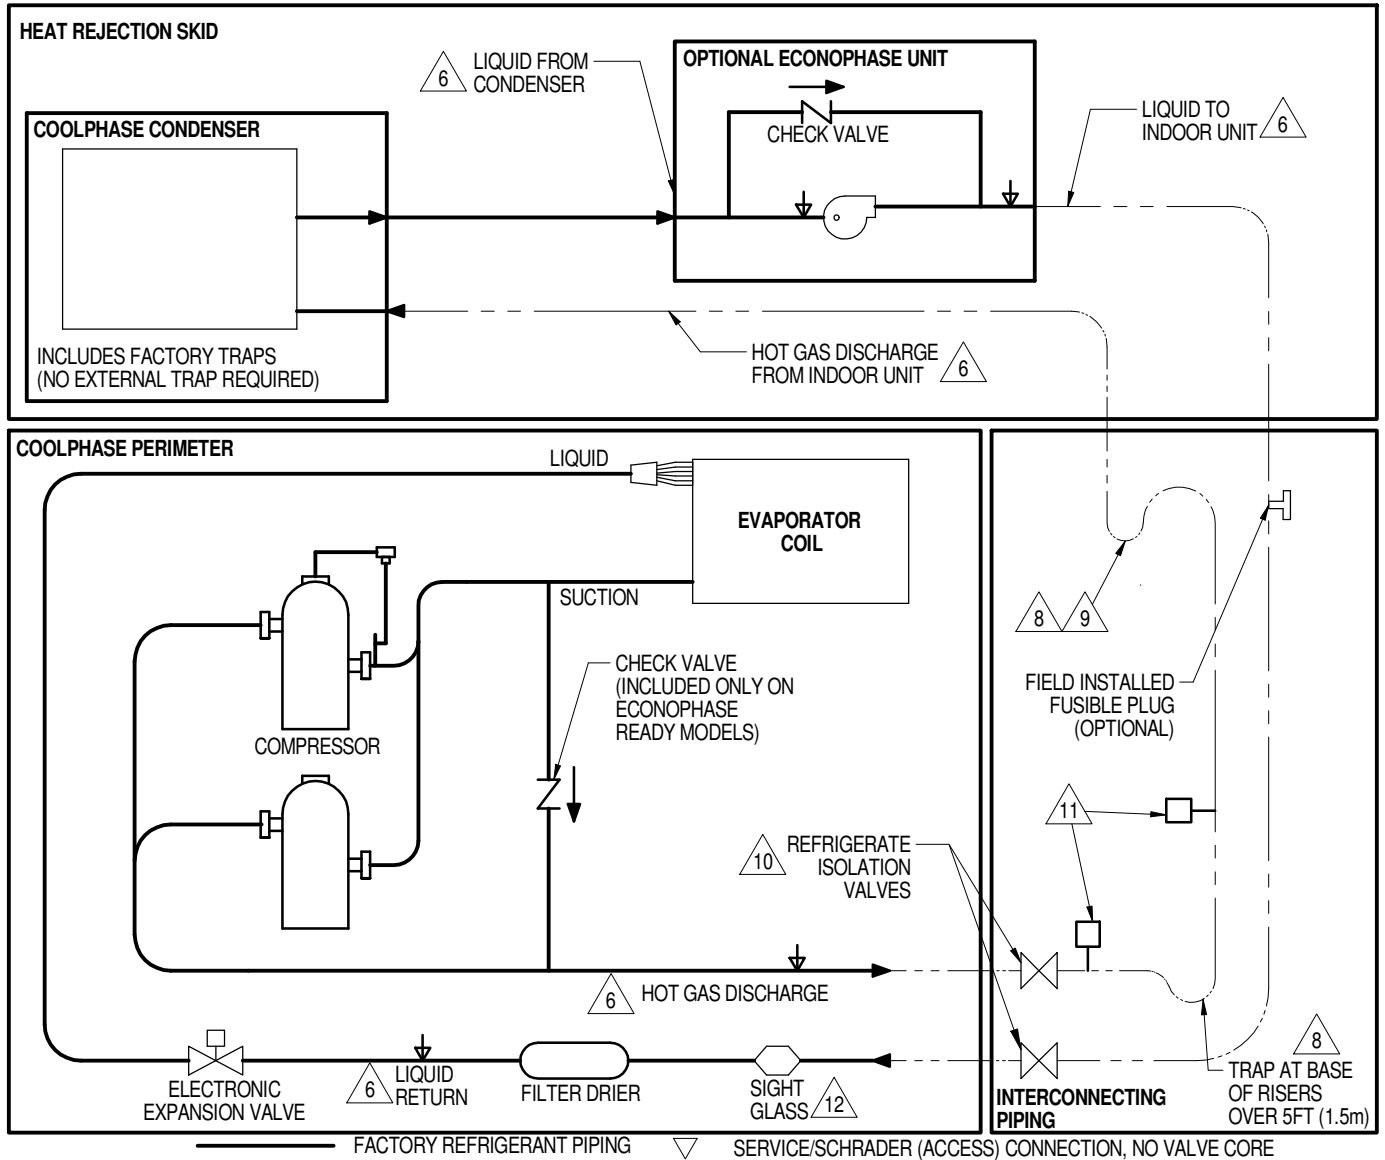 HEAT REJECTION SKID
6
LIQUID FROM
CONDENSER
OPTIONAL ECONOPHASE UNIT
CHECK VALVE
LIQUID TO
INDOOR UNIT
6
COOLPHASE CONDENSER
INCLUDES FACTORY TRAPS
(NO EXTERNAL TRAP REQUIRED)
HOT GAS DISCHARGE
FROM INDOOR UNIT
6
COOLPHASE PERIMETER
LIQUID
EVAPORATOR
COIL
SUCTION
COMPRESSOR
CHECK VALVE
(INCLUDED ONLY ON
ECONOPHASE
READY MODELS)
8
9
FIELD INSTALLED
FUSIBLE PLUG
(OPTIONAL)
11
10
REFRIGERATE
ISOLATION
VALVES
6
HOT GAS DISCHARGE
ELECTRONIC
EXPANSION VALVE
6
LIQUID
RETURN
FILTER DRIER
SIGHT
GLASS
12
INTERCONNECTING
PIPING
8
TRAP AT BASE
OF RISERS
OVER 5FT (1.5m)
FACTORY REFRIGERANT PIPING
SERVICE/SCHRADER (ACCESS) CONNECTION, NO VALVE CORE